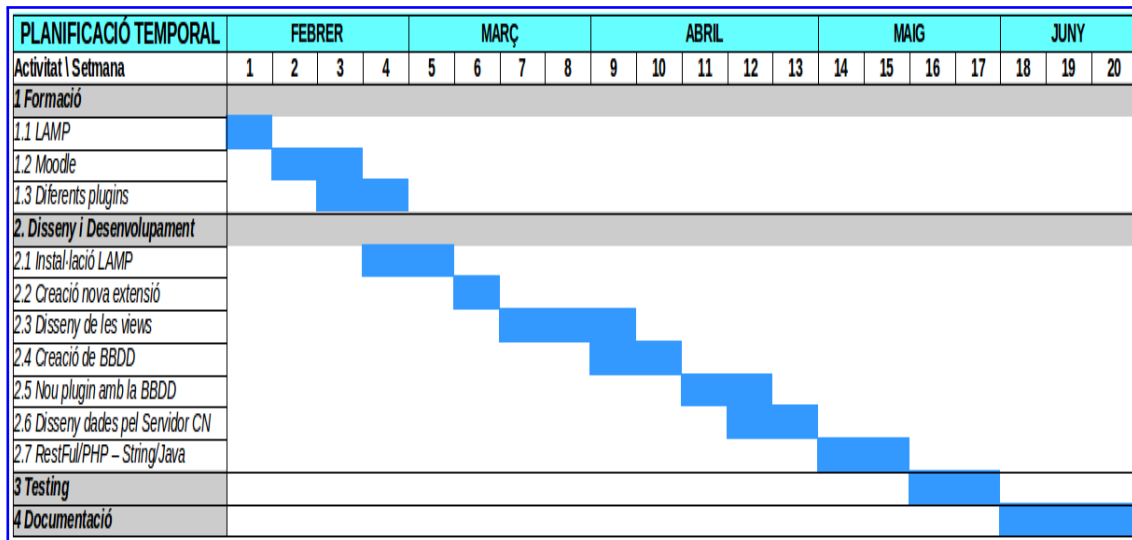 PLANIFICACIÓ TEMPORAL FEBRER MARÇ ABRIL MAIG JUNY
Activitat \ Setmana 1 2 3 4 5 6 7 8 9 10 11 12 13 14 15 16 17 18 19 20
1 Formació
1.1 LAMP
1.2 Moodle
1.3 Diferents plugins
2. Disseny i Desenvolupament
2.1 Instal·lació LAMP
2.2 Creació nova extensió
2.3 Disseny de les views
2.4 Creació de BBDD
2.5 Nou plugin amb la BBDD
2.6 Disseny dades pel Servidor CN
2.7 RestFul/PHP – String/Java
3 Testing
4 Documentació